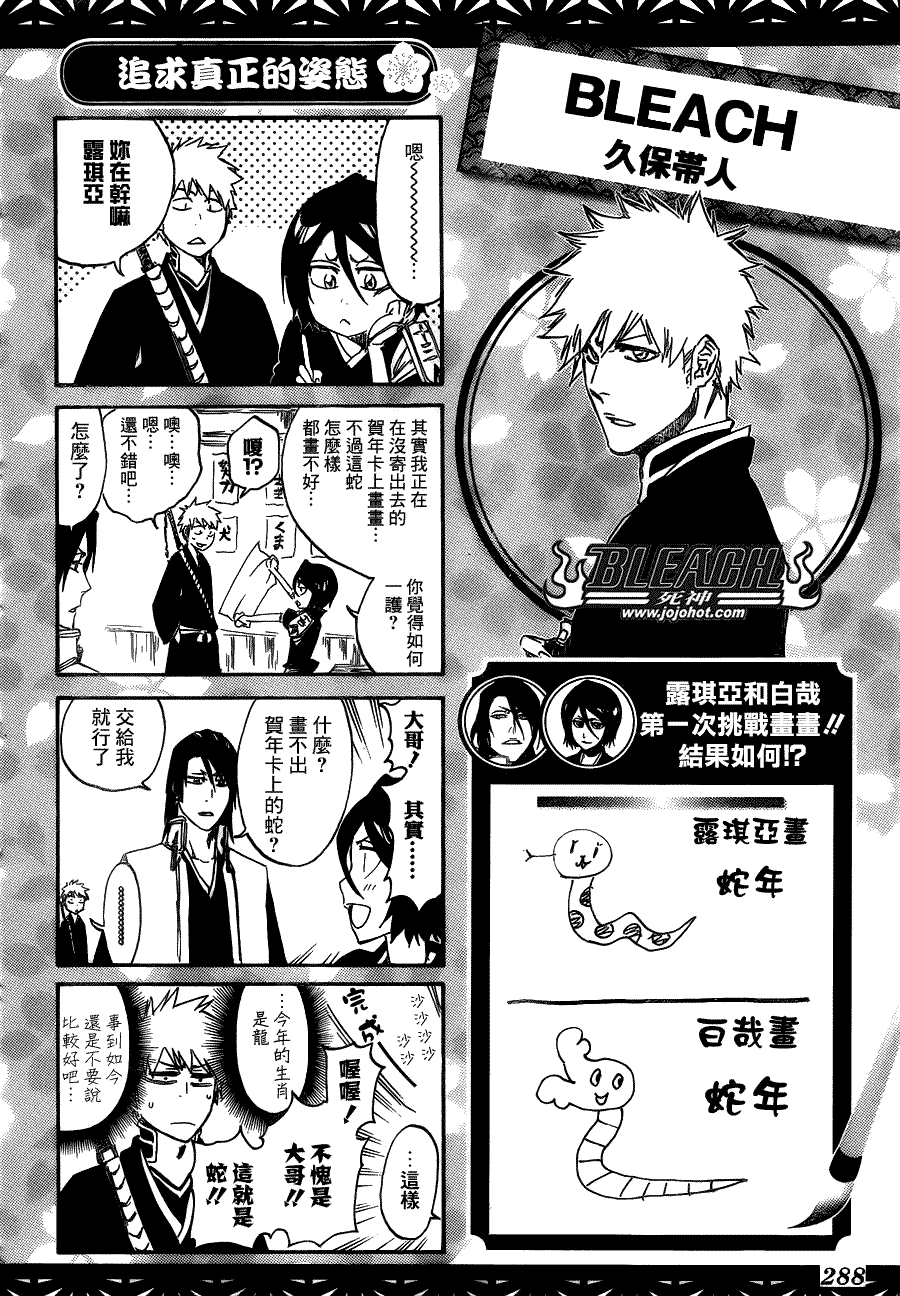 BLEACH
久保帯人
BLEACH
死神
www.jojohot.com
露琪亞和白哉
第一次挑戰畫畫!!
結果如何!?
露琪亞畫
蛇年
白哉畫
蛇年
追求真正的姿態
嗯~~~~~~~~……
妳在幹嘛
露琪亞
其實我正在
在沒寄出去的
賀年卡上畫畫…
不過這蛇
怎麼樣
都畫不好…
你覺得如何
一護?
嗄!?
くま
犬
噢…噢…
嗯…
還不錯吧…
怎麼了?
大哥!
其實……
什麼?
畫不出
賀年卡上的蛇?
交給我
就行了
…………
沙沙沙沙沙沙
完成
…這樣
喔喔!
不愧是
大哥!!
這就是
蛇!!
…今年的生肖
是龍
事到如今
還是不要說
比較好吧…
288